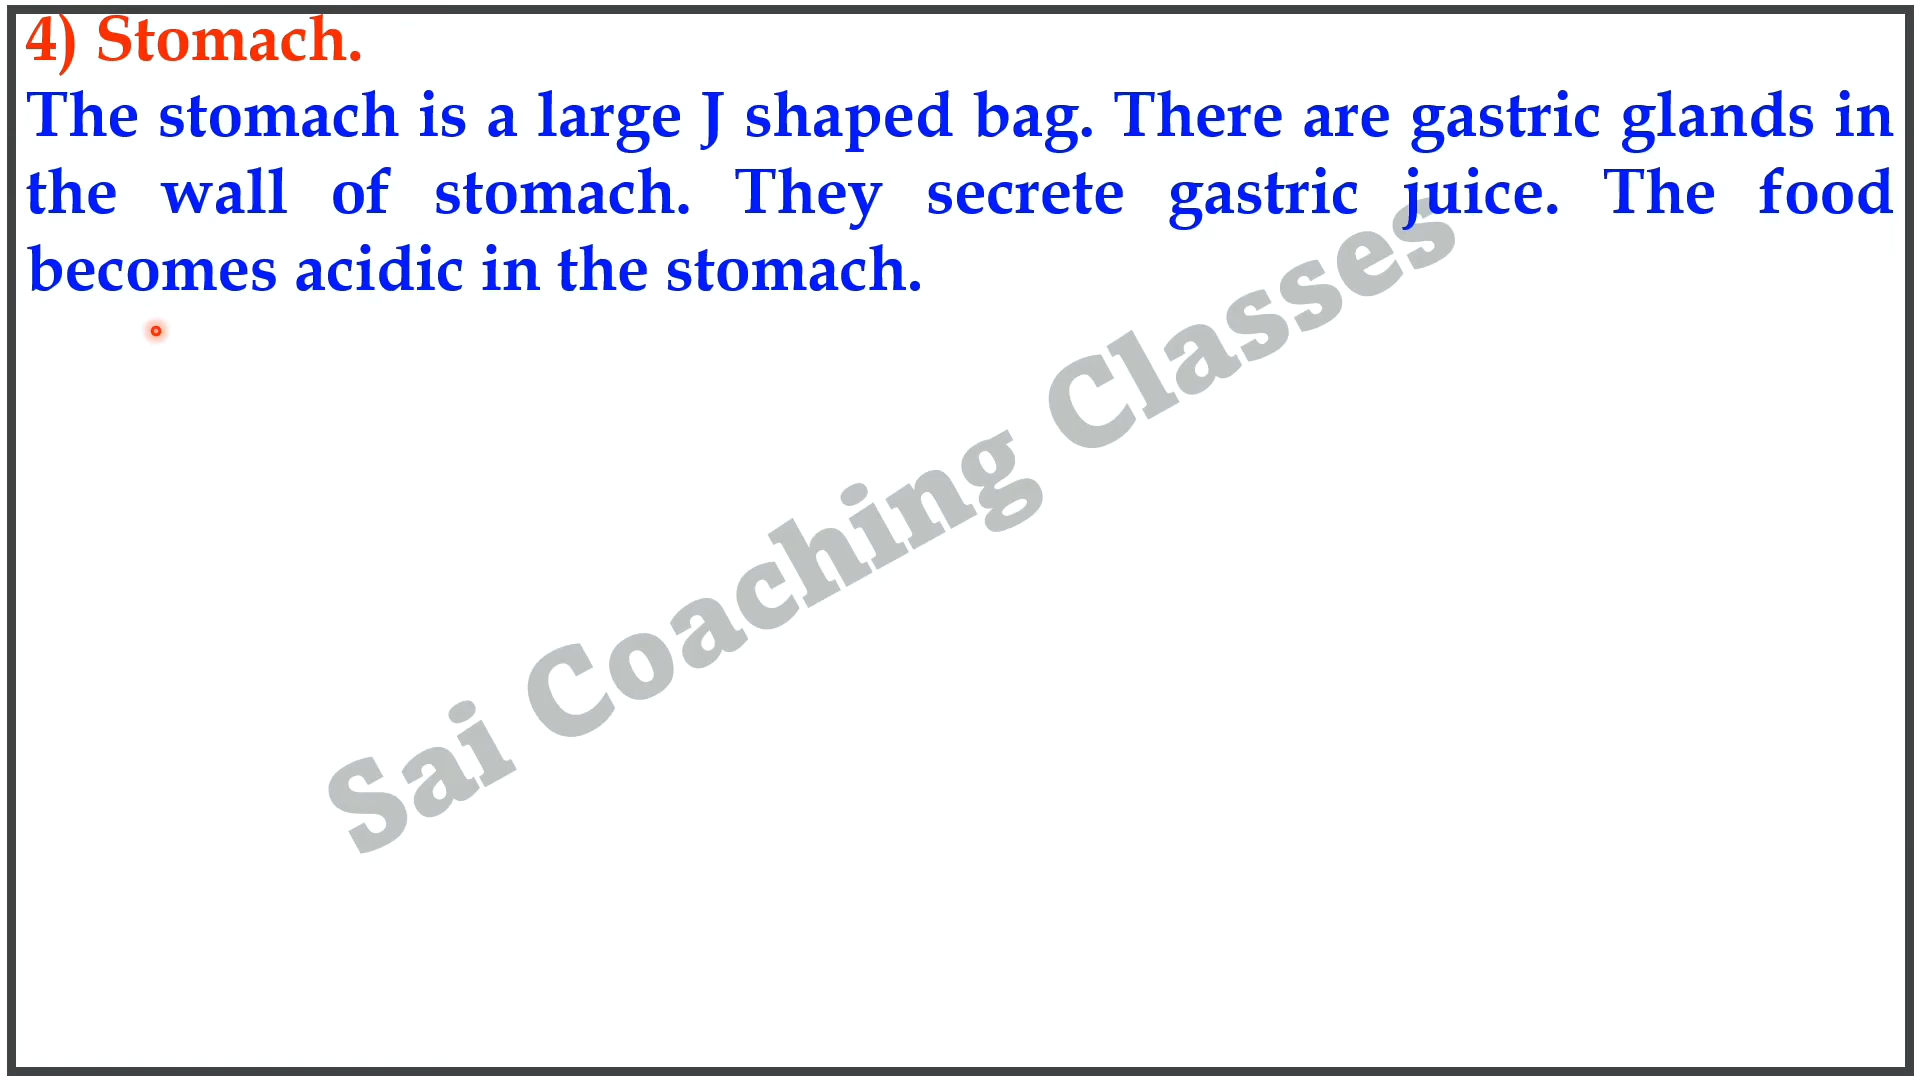 4) Stomach.
The stomach is a large J shaped bag. There are gastric glands in
the wall of stomach. They secrete gastric juice. The food
becomes acidic in the stomach.
Sai Coaching Classes